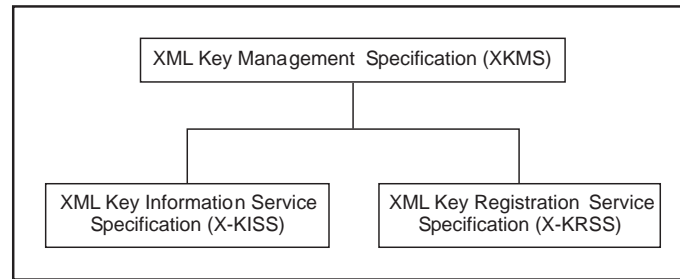 XML Key Management Specification (XKMS)
XML Key Information Service
Specification (X-KISS)
XML Key Registration Service
Specification (X-KRSS)